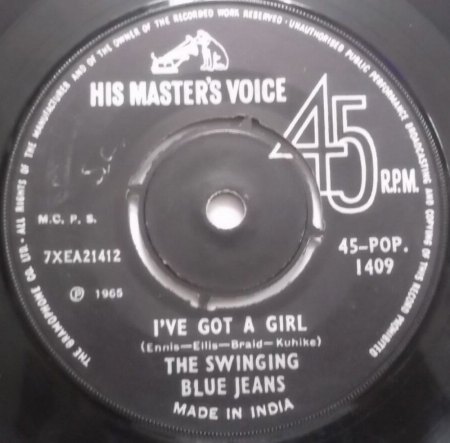 ALL RIGHTS OF THE MANUFACTURERS AND OF THE OWNER OF THE RECORDED WORK RESERVED · UNAUTHORISED PUBLIC PERFORMANCE BROADCASTING AND COPYING OF THIS RECORD PROHIBITED
HIS MASTER'S VOICE
45 R.P.M.
M.C.P.S.
7XEA21412
℗ 1965
45-POP.
1409
I'VE GOT A GIRL
(Ennis-Ellis-Braid-Kuhike)
THE SWINGING
BLUE JEANS
MADE IN INDIA
THE GRAMOPHONE CO. LTD.